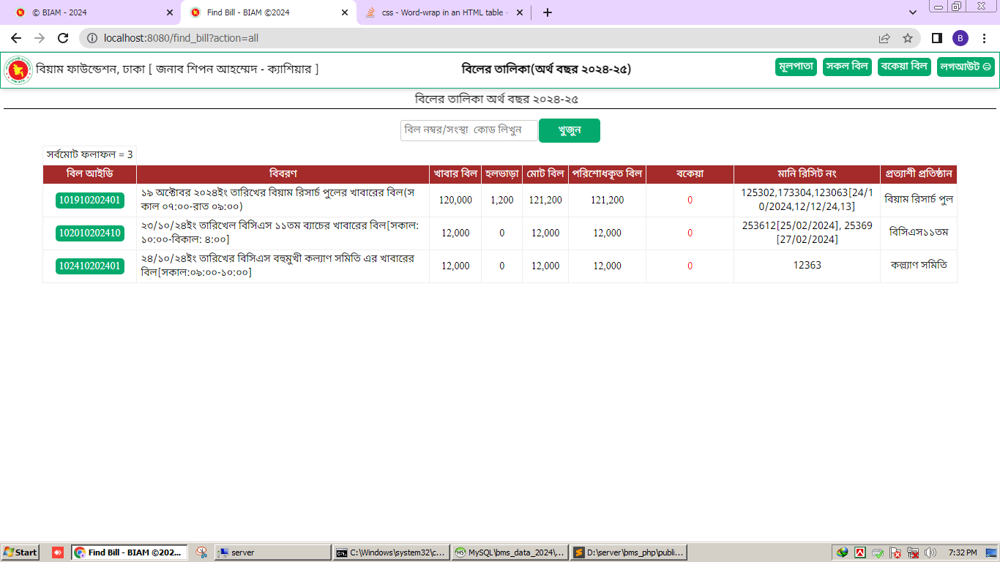 © BIAM - 2024
Find Bill - BIAM ©2024
css - Word-wrap in an HTML table -
localhost:8080/find_bill?action=all
B
বিয়াম ফাউন্ডেশন, ঢাকা [ জনাব শিপন আহম্মেদ - ক্যাশিয়ার ]
বিলের তালিকা(অর্থ বছর ২০২৪-২৫)
মূলপাতা সকল বিল বকেয়া বিল লগআউট ☹
বিলের তালিকা অর্থ বছর ২০২৪-২৫
বিল নম্বর/সংস্থা কোড লিখুন খুজুন
সর্বমোট ফলাফল = 3
বিল আইডি বিবরণ খাবার বিল হলভাড়া মোট বিল পরিশোধকৃত বিল বকেয়া মানি রিসিট নং প্রত্যাশী প্রতিষ্ঠান
101910202401 ১৯ অক্টোবর ২০২৪ইং তারিখের বিয়াম রিসার্চ পুলের খাবারের বিল(স
কাল ০৭:০০-রাত ০৯:০০) 120,000 1,200 121,200 121,200 0 125302,173304,123063[24/1
0/2024,12/12/24,13] বিয়াম রিসার্চ পুল
102010202410 ২৩/১০/২৪ইং তারিখেল বিসিএস ১১তম ব্যাচের খাবারের বিল[সকাল:
১০:০০-বিকাল: ৪:০০] 12,000 0 12,000 12,000 0 253612[25/02/2024], 25369
[27/02/2024] বিসিএস১১তম
102410202401 ২৪/১০/২৪ইং তারিখের বিসিএস বহুমুখী কল্যাণ সমিতি এর খাবারের
বিল[সকাল:০৯:০০-১০:০০] 12,000 0 12,000 12,000 0 12363 কল্ল্যাণ সমিতি
Start Find Bill - BIAM ©202... server C:\Windows\system32\c... MySQL\bms_data_2024\... D:\server\bms_php\publi... 7:32 PM